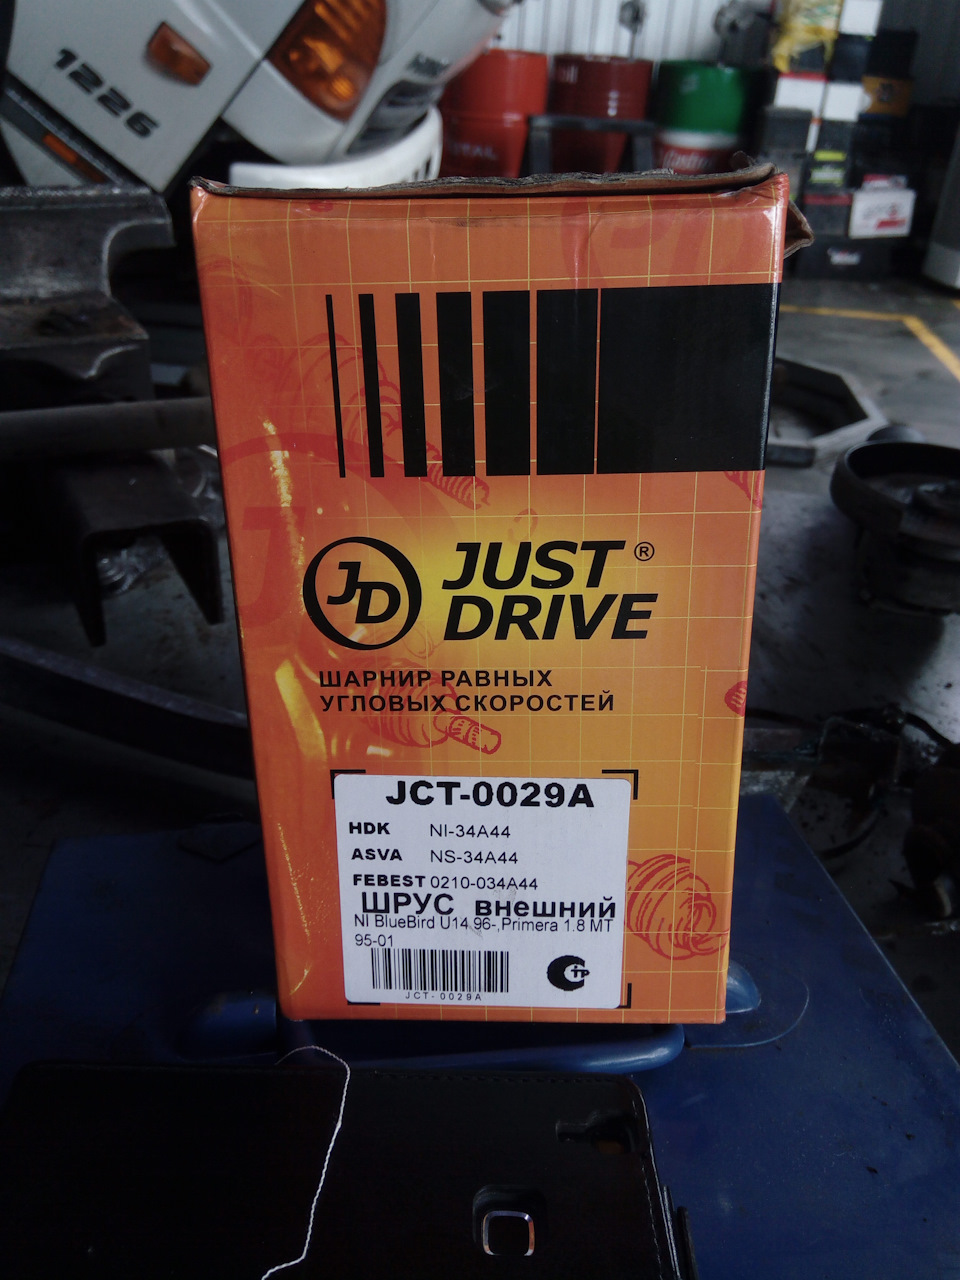 1226
JD JUST ®
DRIVE
ШАРНИР РАВНЫХ
УГЛОВЫХ СКОРОСТЕЙ
JCT-0029A
HDK NI-34A44
ASVA NS-34A44
FEBEST 0210-034A44
ШРУС внешний
NI BlueBird U14 96-,Primera 1.8 MT
95-01
JCT-0029A